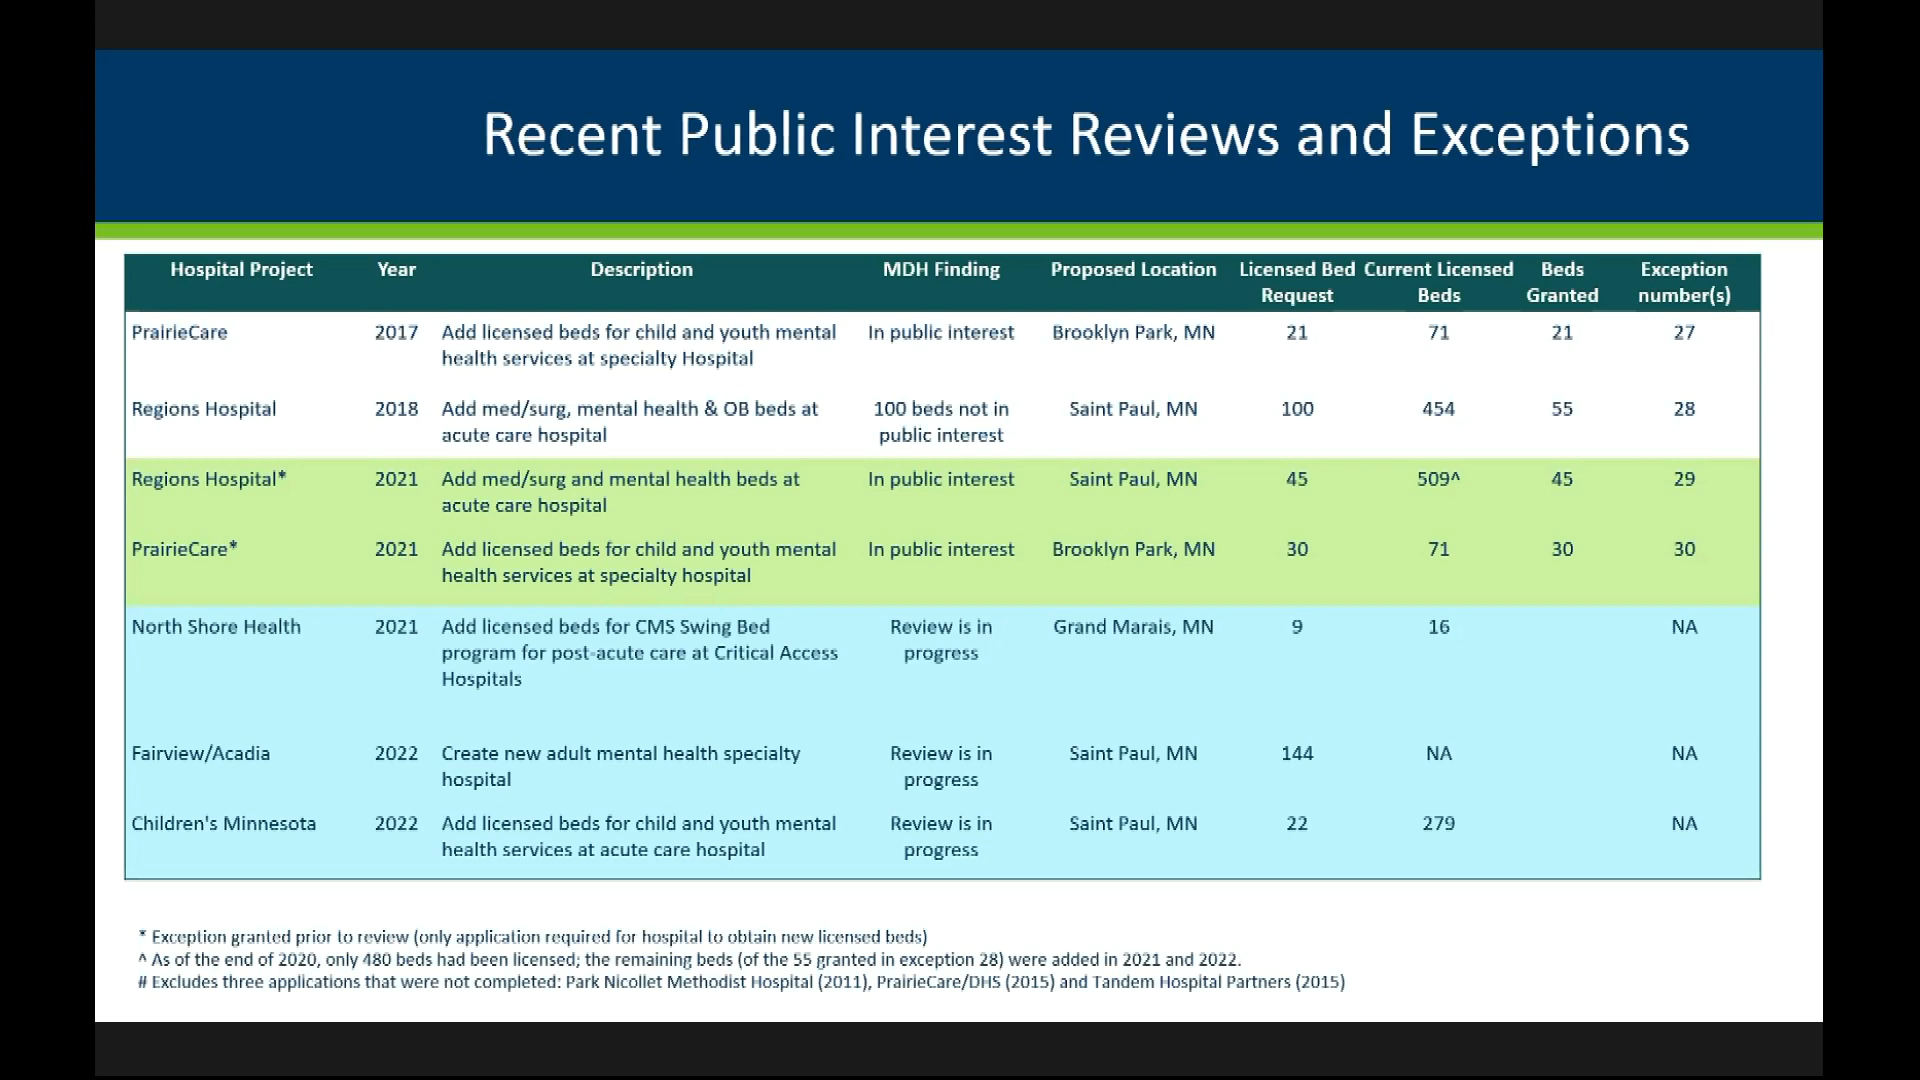 Recent Public Interest Reviews and Exceptions
Hospital Project Year Description MDH Finding Proposed Location Licensed Bed Current Licensed Beds Exception
Request Beds Granted number(s)
PrairieCare 2017 Add licensed beds for child and youth mental In public interest Brooklyn Park, MN 21 71 21 27
health services at specialty Hospital
Regions Hospital 2018 Add med/surg, mental health & OB beds at 100 beds not in Saint Paul, MN 100 454 55 28
acute care hospital public interest
Regions Hospital* 2021 Add med/surg and mental health beds at In public interest Saint Paul, MN 45 509^ 45 29
acute care hospital
PrairieCare* 2021 Add licensed beds for child and youth mental In public interest Brooklyn Park, MN 30 71 30 30
health services at specialty hospital
North Shore Health 2021 Add licensed beds for CMS Swing Bed Review is in Grand Marais, MN 9 16 NA
program for post-acute care at Critical Access progress
Hospitals
Fairview/Acadia 2022 Create new adult mental health specialty Review is in Saint Paul, MN 144 NA NA
hospital progress
Children's Minnesota 2022 Add licensed beds for child and youth mental Review is in Saint Paul, MN 22 279 NA
health services at acute care hospital progress
* Exception granted prior to review (only application required for hospital to obtain new licensed beds)
^ As of the end of 2020, only 480 beds had been licensed; the remaining beds (of the 55 granted in exception 28) were added in 2021 and 2022.
# Excludes three applications that were not completed: Park Nicollet Methodist Hospital (2011), PrairieCare/DHS (2015) and Tandem Hospital Partners (2015)